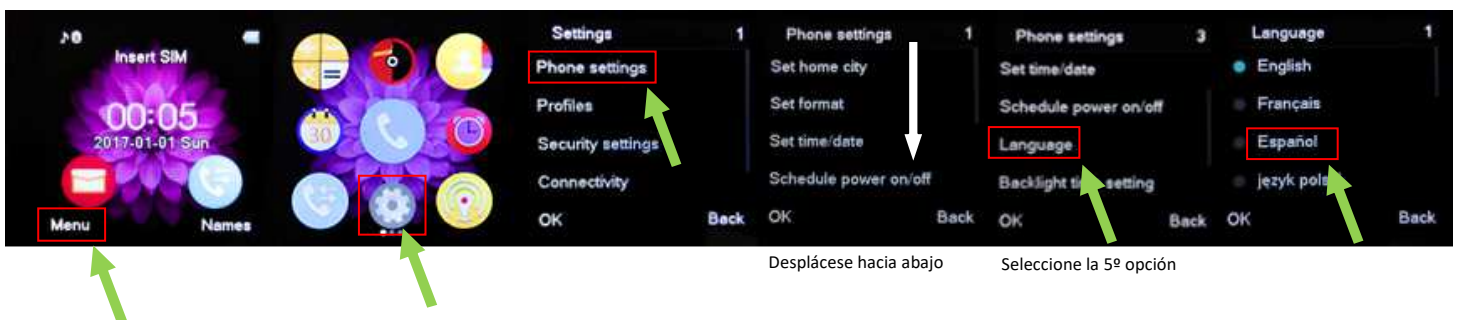 Insert SIM
00:05
2017-01-01 Sun
Menu Names
30
Settings 1
Phone settings
Profiles
Security settings
Connectivity
OK Back
Phone settings 1
Set home city
Set format
Set time/date
Schedule power on/off
OK Back
Desplácese hacia abajo
Phone settings 3
Set time/date
Schedule power on/off
Language
Backlight setting
OK Back
Seleccione la 5º opción
Language 1
English
Français
Español
język
OK Back